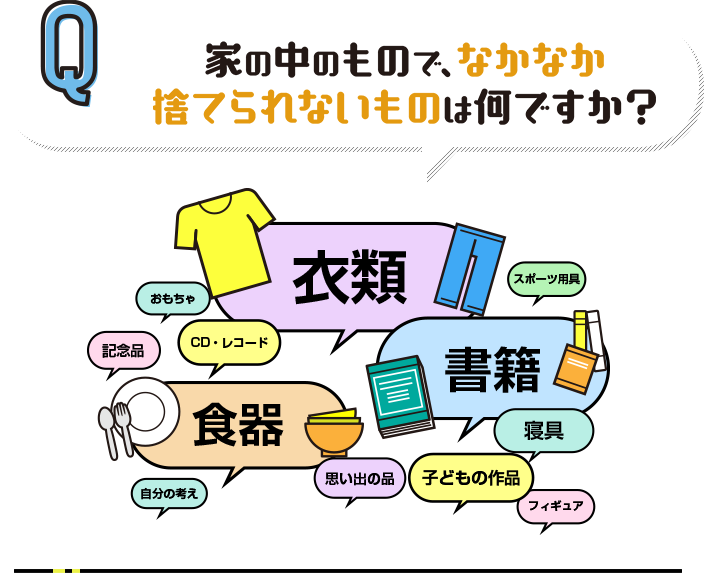 Q
家の中のもので、なかなか
捨てられないものは何ですか？
衣類
スポーツ用具
おもちゃ
CD・レコード
記念品
書籍
食器
寝具
思い出の品
子どもの作品
自分の考え
フィギュア